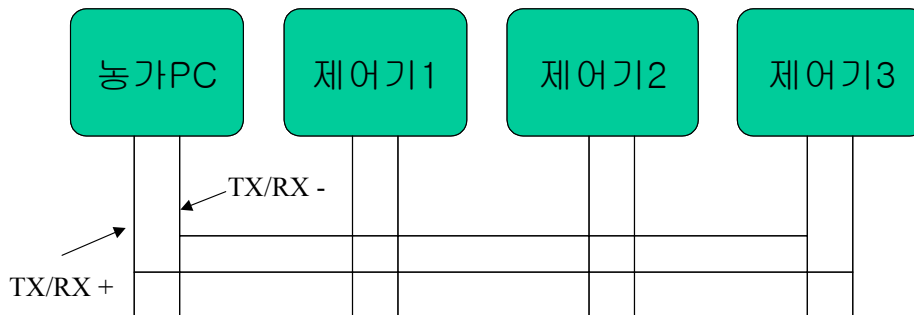 농가PC
제어기1
제어기2
제어기3
TX/RX -
TX/RX +